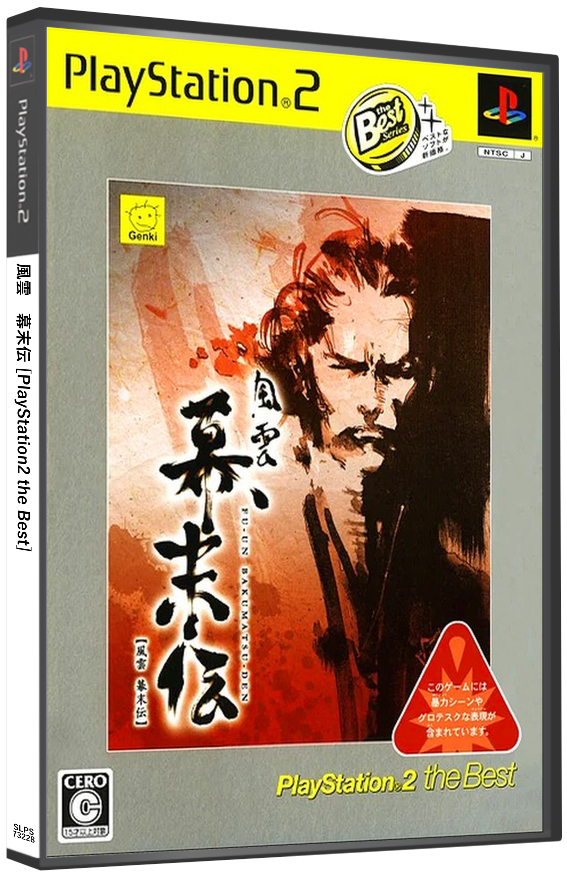 PlayStation.2
風雲 幕末伝 [PlayStation2 the Best]
SLPS
73228
PlayStation®2
the
Best
Series
ベストな
ソフトが
新価格。
NTSC J
Genki
風雲
幕末伝
FU-UN BAKUMATSU-DEN
【風雲 幕末伝】
このゲームには
暴力シーンや
グロテスクな表現が
含まれています。
CERO
C
15才以上対象
PlayStation®2 the Best